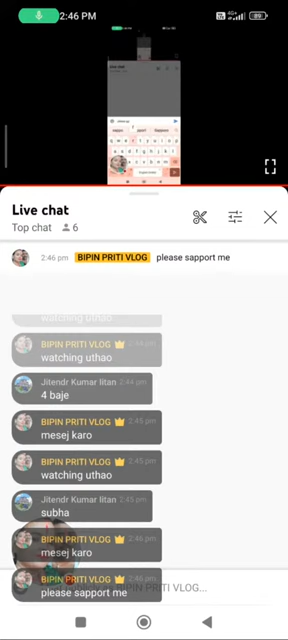 2:46 PM
4G+
89
Live chat
Top chat 6
2:46 pm BIPIN PRITI VLOG please sapport me
watching uthao
BIPIN PRITI VLOG 2:44 pm
watching uthao
Jitendr Kumar litan 2:44 pm
4 baje
BIPIN PRITI VLOG 2:45 pm
mesej karo
BIPIN PRITI VLOG 2:45 pm
watching uthao
Jitendr Kumar litan 2:45 pm
subha
BIPIN PRITI VLOG 2:46 pm
mesej karo
BIPIN PRITI VLOG 2:46 pm
please sapport me
VLOG...